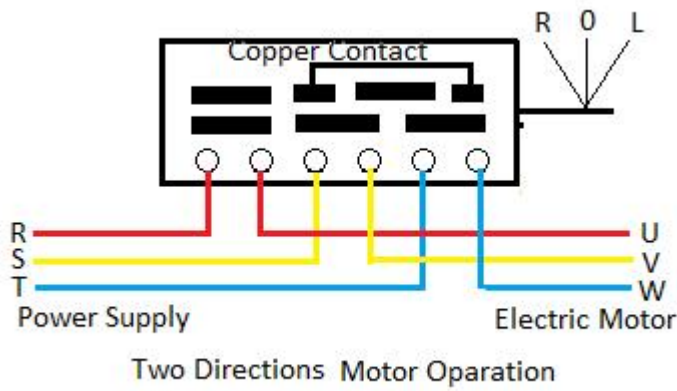 R 0 L
Copper Contact
R U
S V
T W
Power Supply Electric Motor
Two Directions Motor Oparation